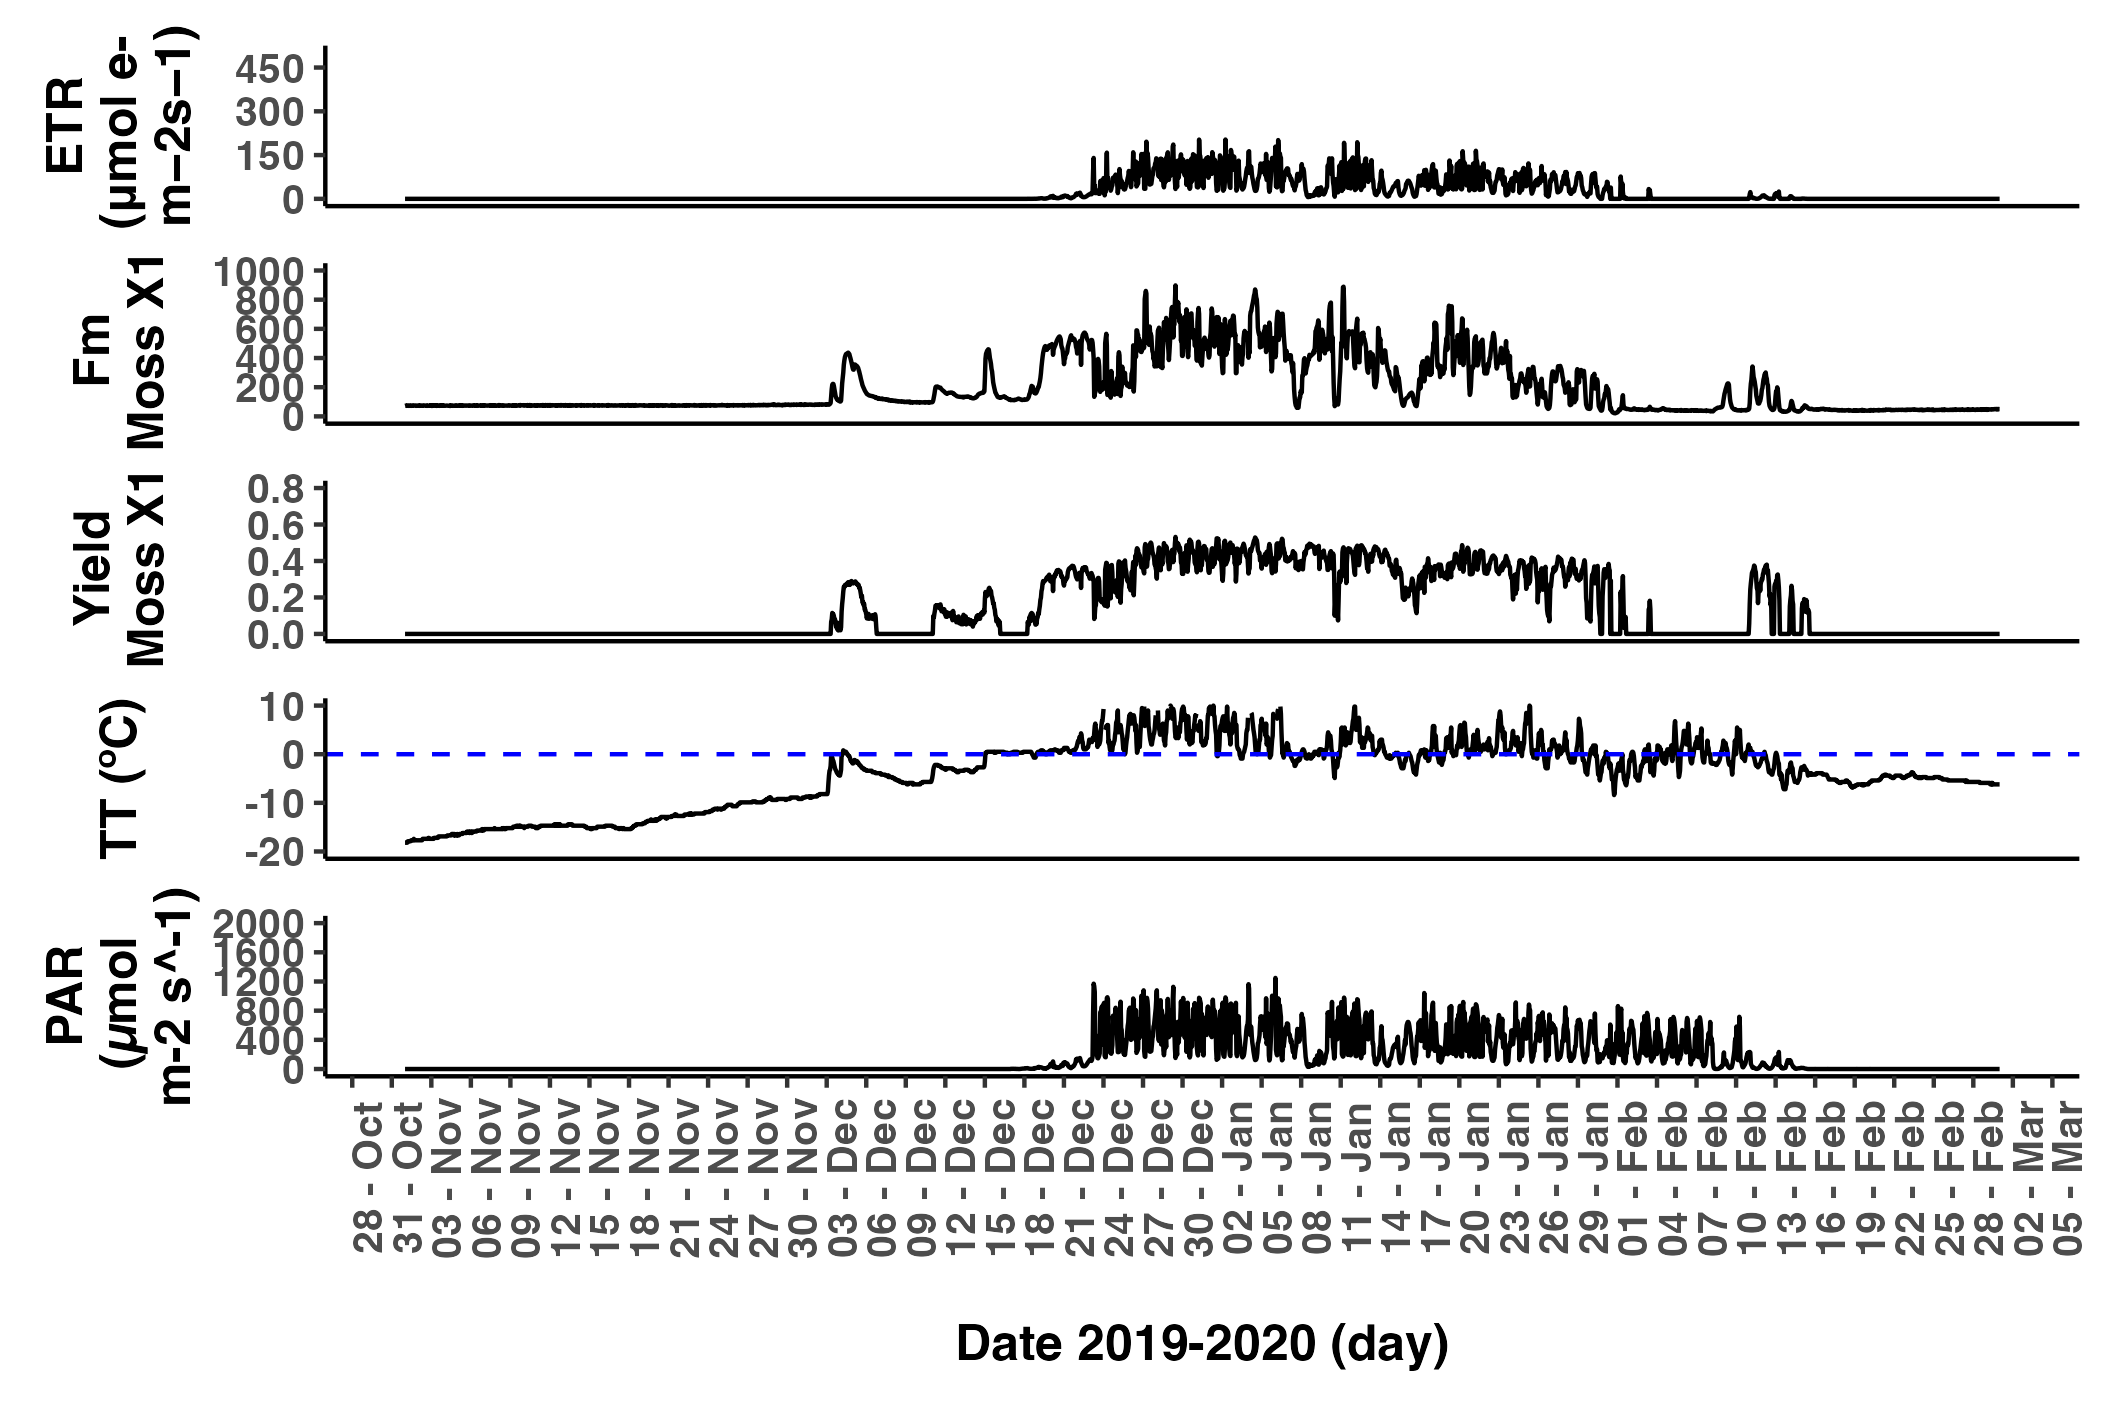 ETR
(µmol e-
m−2s−1)
450
300
150
0
Fm
Moss X1
1000
800
600
400
200
0
Yield
Moss X1
0.8
0.6
0.4
0.2
0.0
TT (ºC)
10
0
-10
-20
PAR
(µmol
m-2 s^-1)
2000
1600
1200
800
400
0
28 - Oct
31 - Oct
03 - Nov
06 - Nov
09 - Nov
12 - Nov
15 - Nov
18 - Nov
21 - Nov
24 - Nov
27 - Nov
30 - Nov
03 - Dec
06 - Dec
09 - Dec
12 - Dec
15 - Dec
18 - Dec
21 - Dec
24 - Dec
27 - Dec
30 - Dec
02 - Jan
05 - Jan
08 - Jan
11 - Jan
14 - Jan
17 - Jan
20 - Jan
23 - Jan
26 - Jan
29 - Jan
01 - Feb
04 - Feb
07 - Feb
10 - Feb
13 - Feb
16 - Feb
19 - Feb
22 - Feb
25 - Feb
28 - Feb
02 - Mar
05 - Mar
Date 2019-2020 (day)